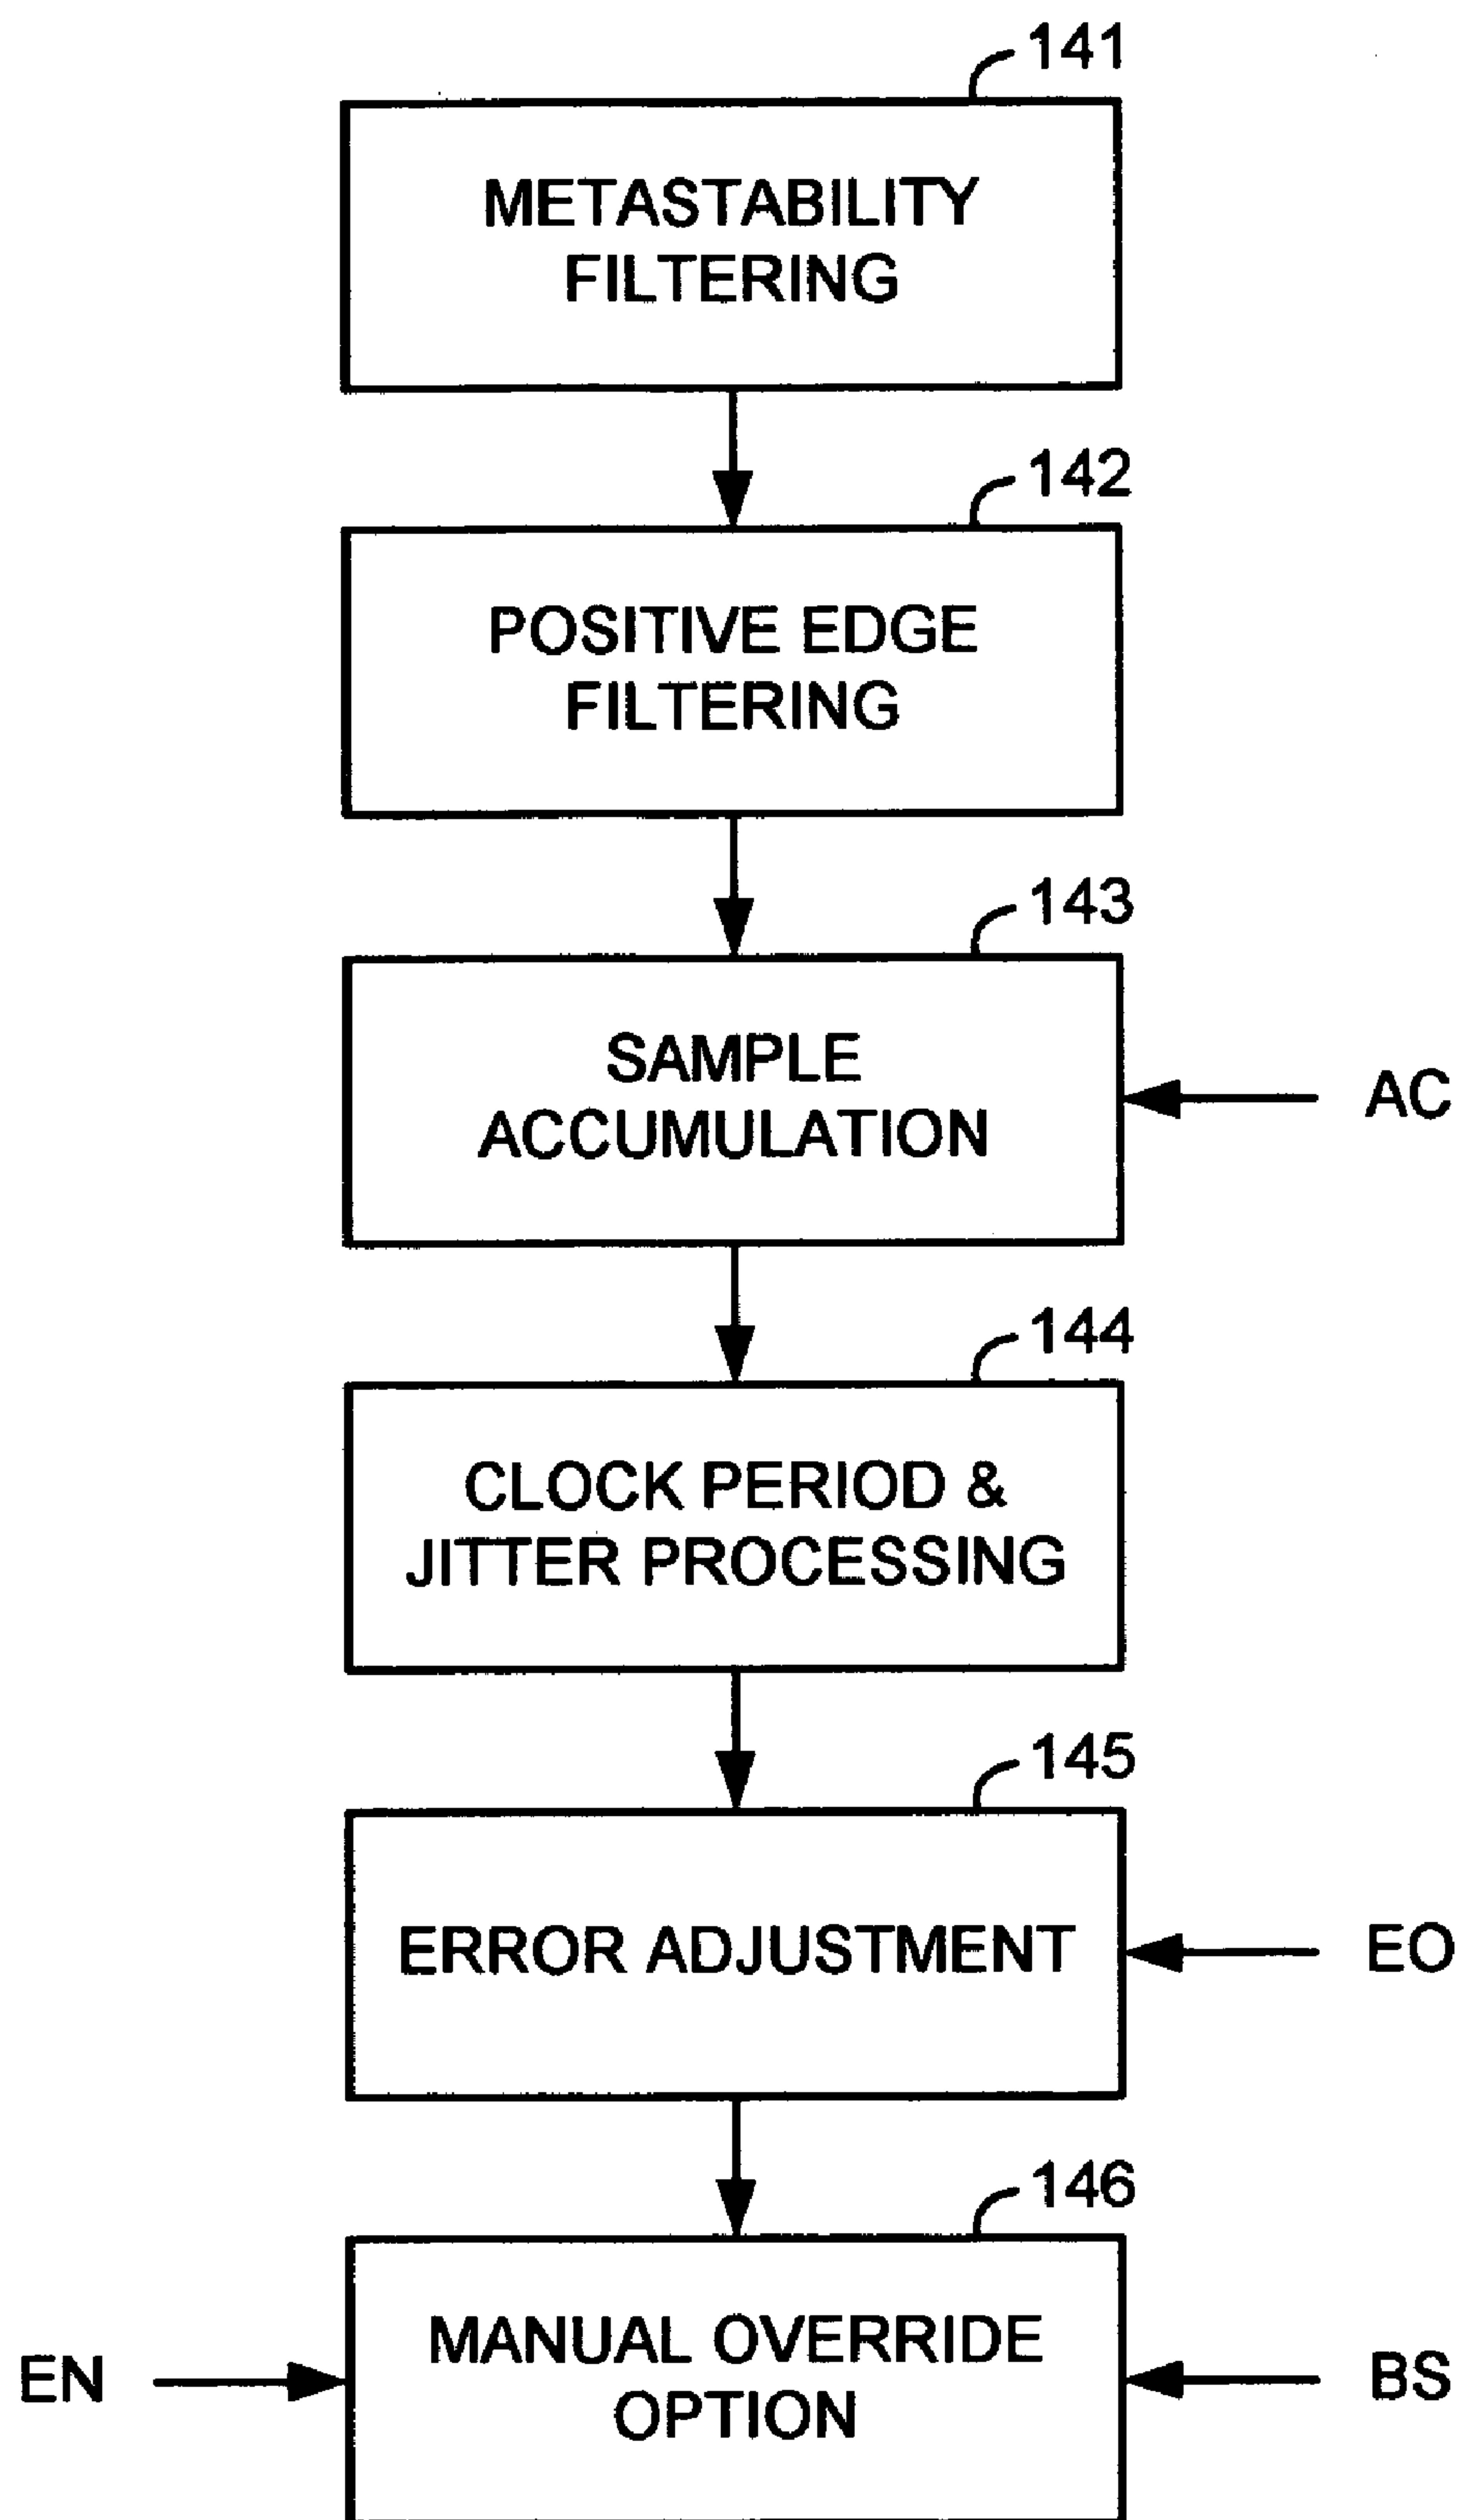 141
METASTABILITY
FILTERING
142
POSITIVE EDGE
FILTERING
143
SAMPLE
ACCUMULATION
AC
144
CLOCK PERIOD &
JITTER PROCESSING
145
ERROR ADJUSTMENT
EO
146
MANUAL OVERRIDE
OPTION
EN
BS